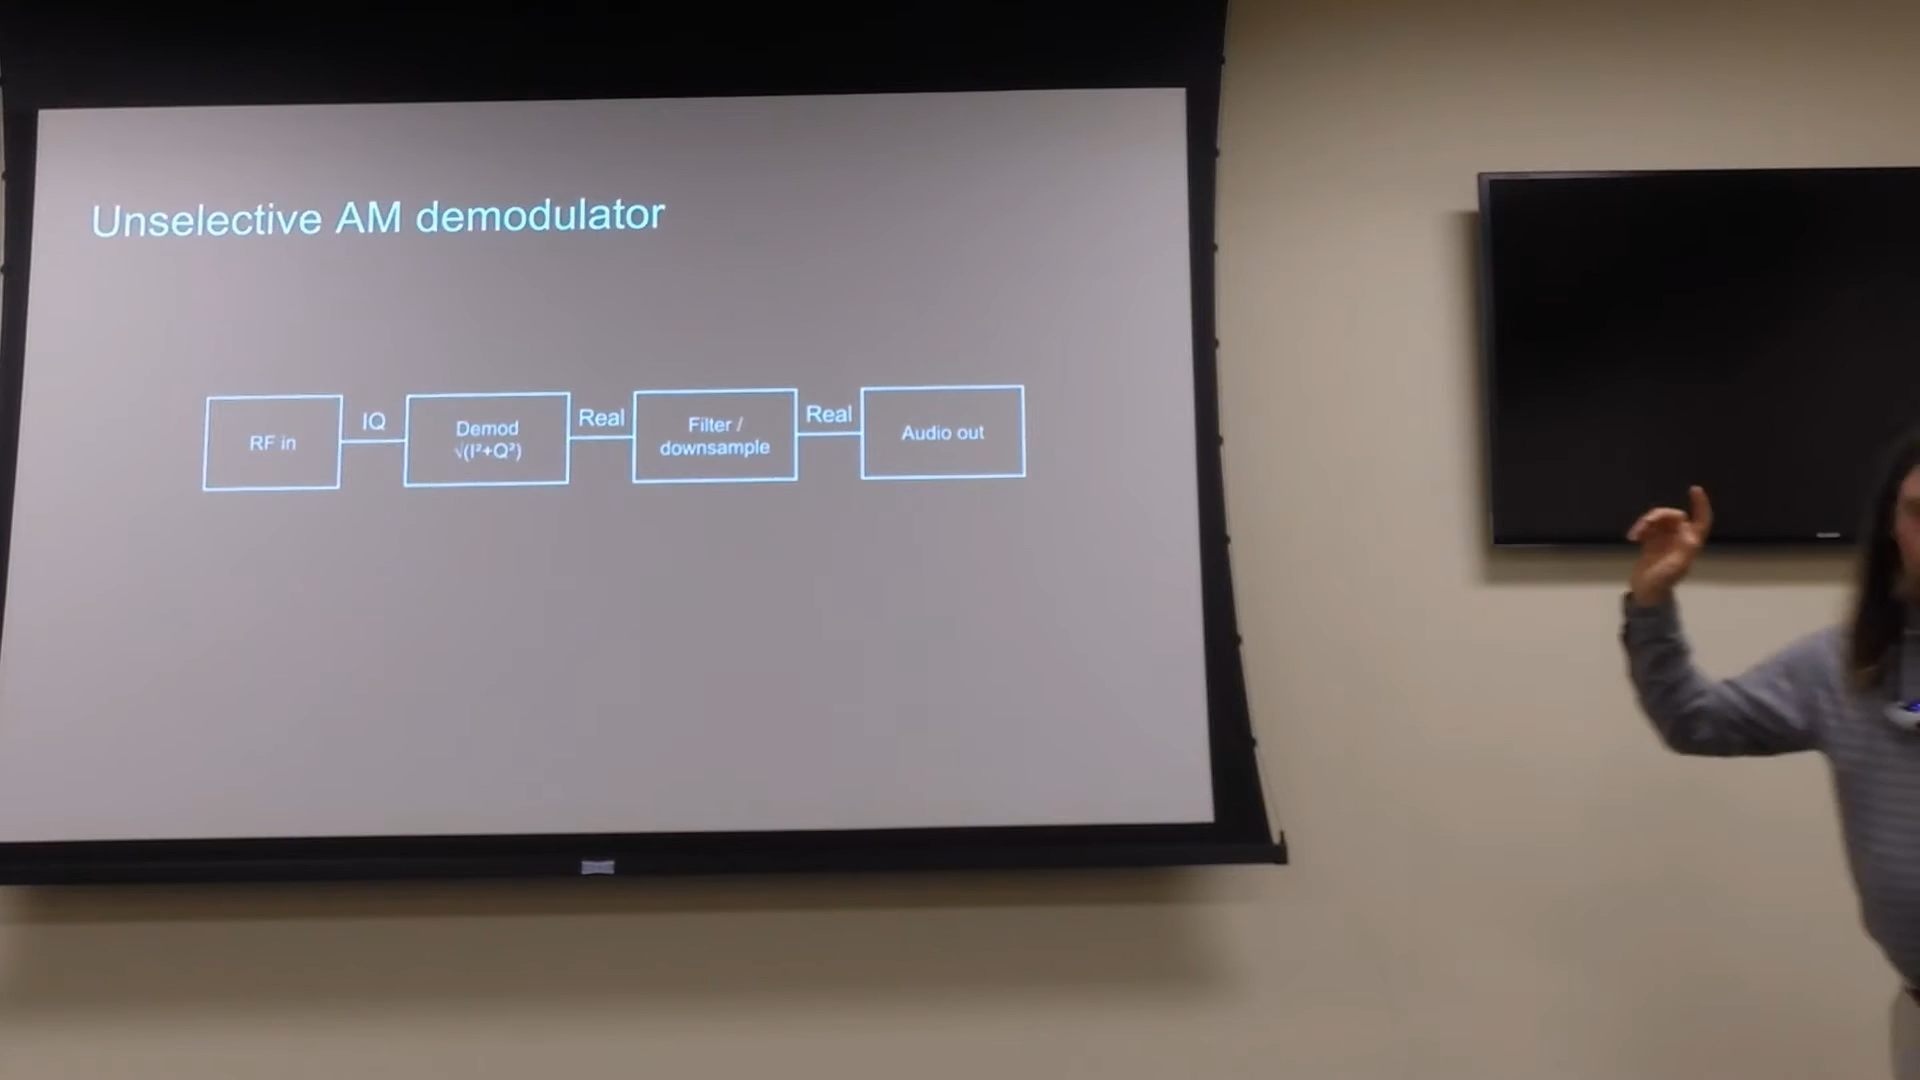 Unselective AM demodulator
RF in
IQ
Demod
√(I²+Q²)
Real
Filter /
downsample
Real
Audio out